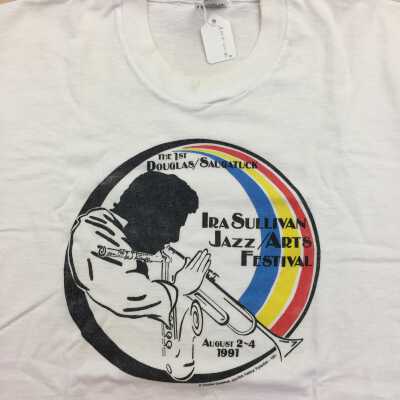 THE 1ST
DOUGLAS/SAUGATUCK
IRA SULLIVAN
JAZZ/ARTS
FESTIVAL
AUGUST 2-4
1991